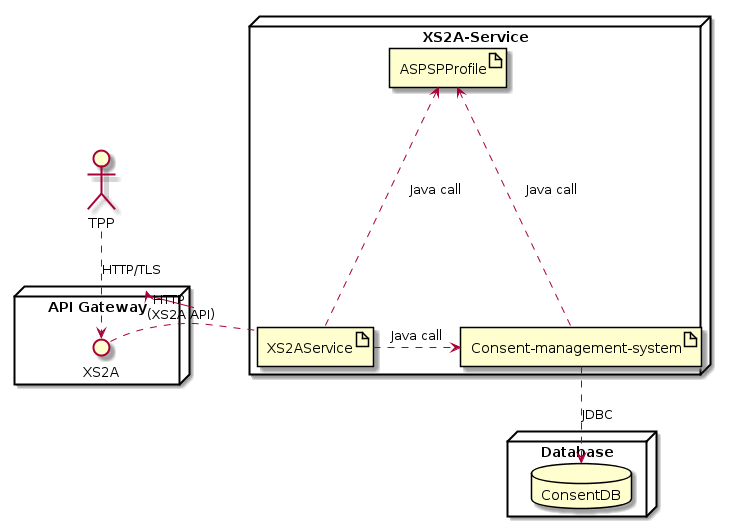 XS2A-Service
ASPSPProfile
Java call
Java call
TPP
HTTP/TLS
API Gateway
HTTP
(XS2A API)
XS2A
XS2AService
Java call
Consent-management-system
JDBC
Database
ConsentDB